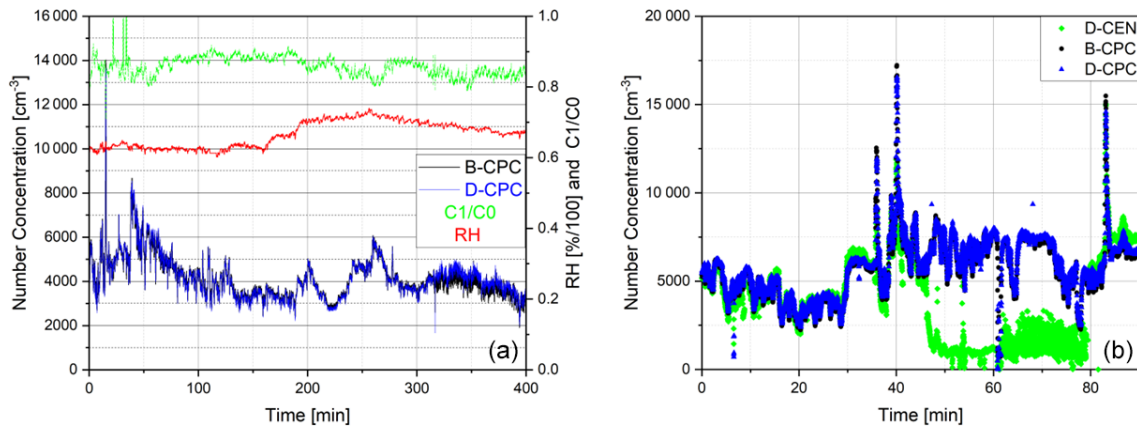 16 000
14 000
12 000
10 000
8000
6000
4000
2000
0
Number Concentration [cm-3]
1.0
0.8
0.6
0.4
0.2
0.0
RH [%/100] and C1/C0
B-CPC
D-CPC
C1/C0
RH
(a)
0
100
200
300
400
Time [min]
20 000
15 000
10 000
5000
0
Number Concentration [cm-3]
D-CEN
B-CPC
D-CPC
(b)
0
20
40
60
80
Time [min]